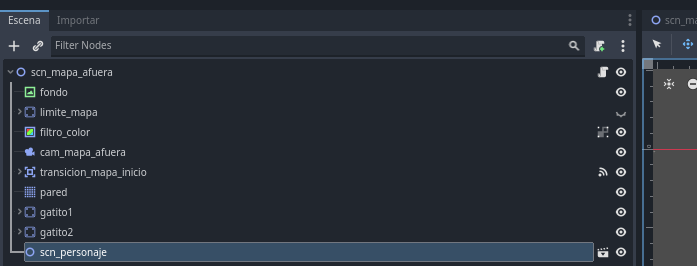 Escena Importar
scn_ma
Filter Nodes
scn_mapa_afuera
fondo
limite_mapa
filtro_color
cam_mapa_afuera
transicion_mapa_inicio
pared
gatito1
gatito2
scn_personaje